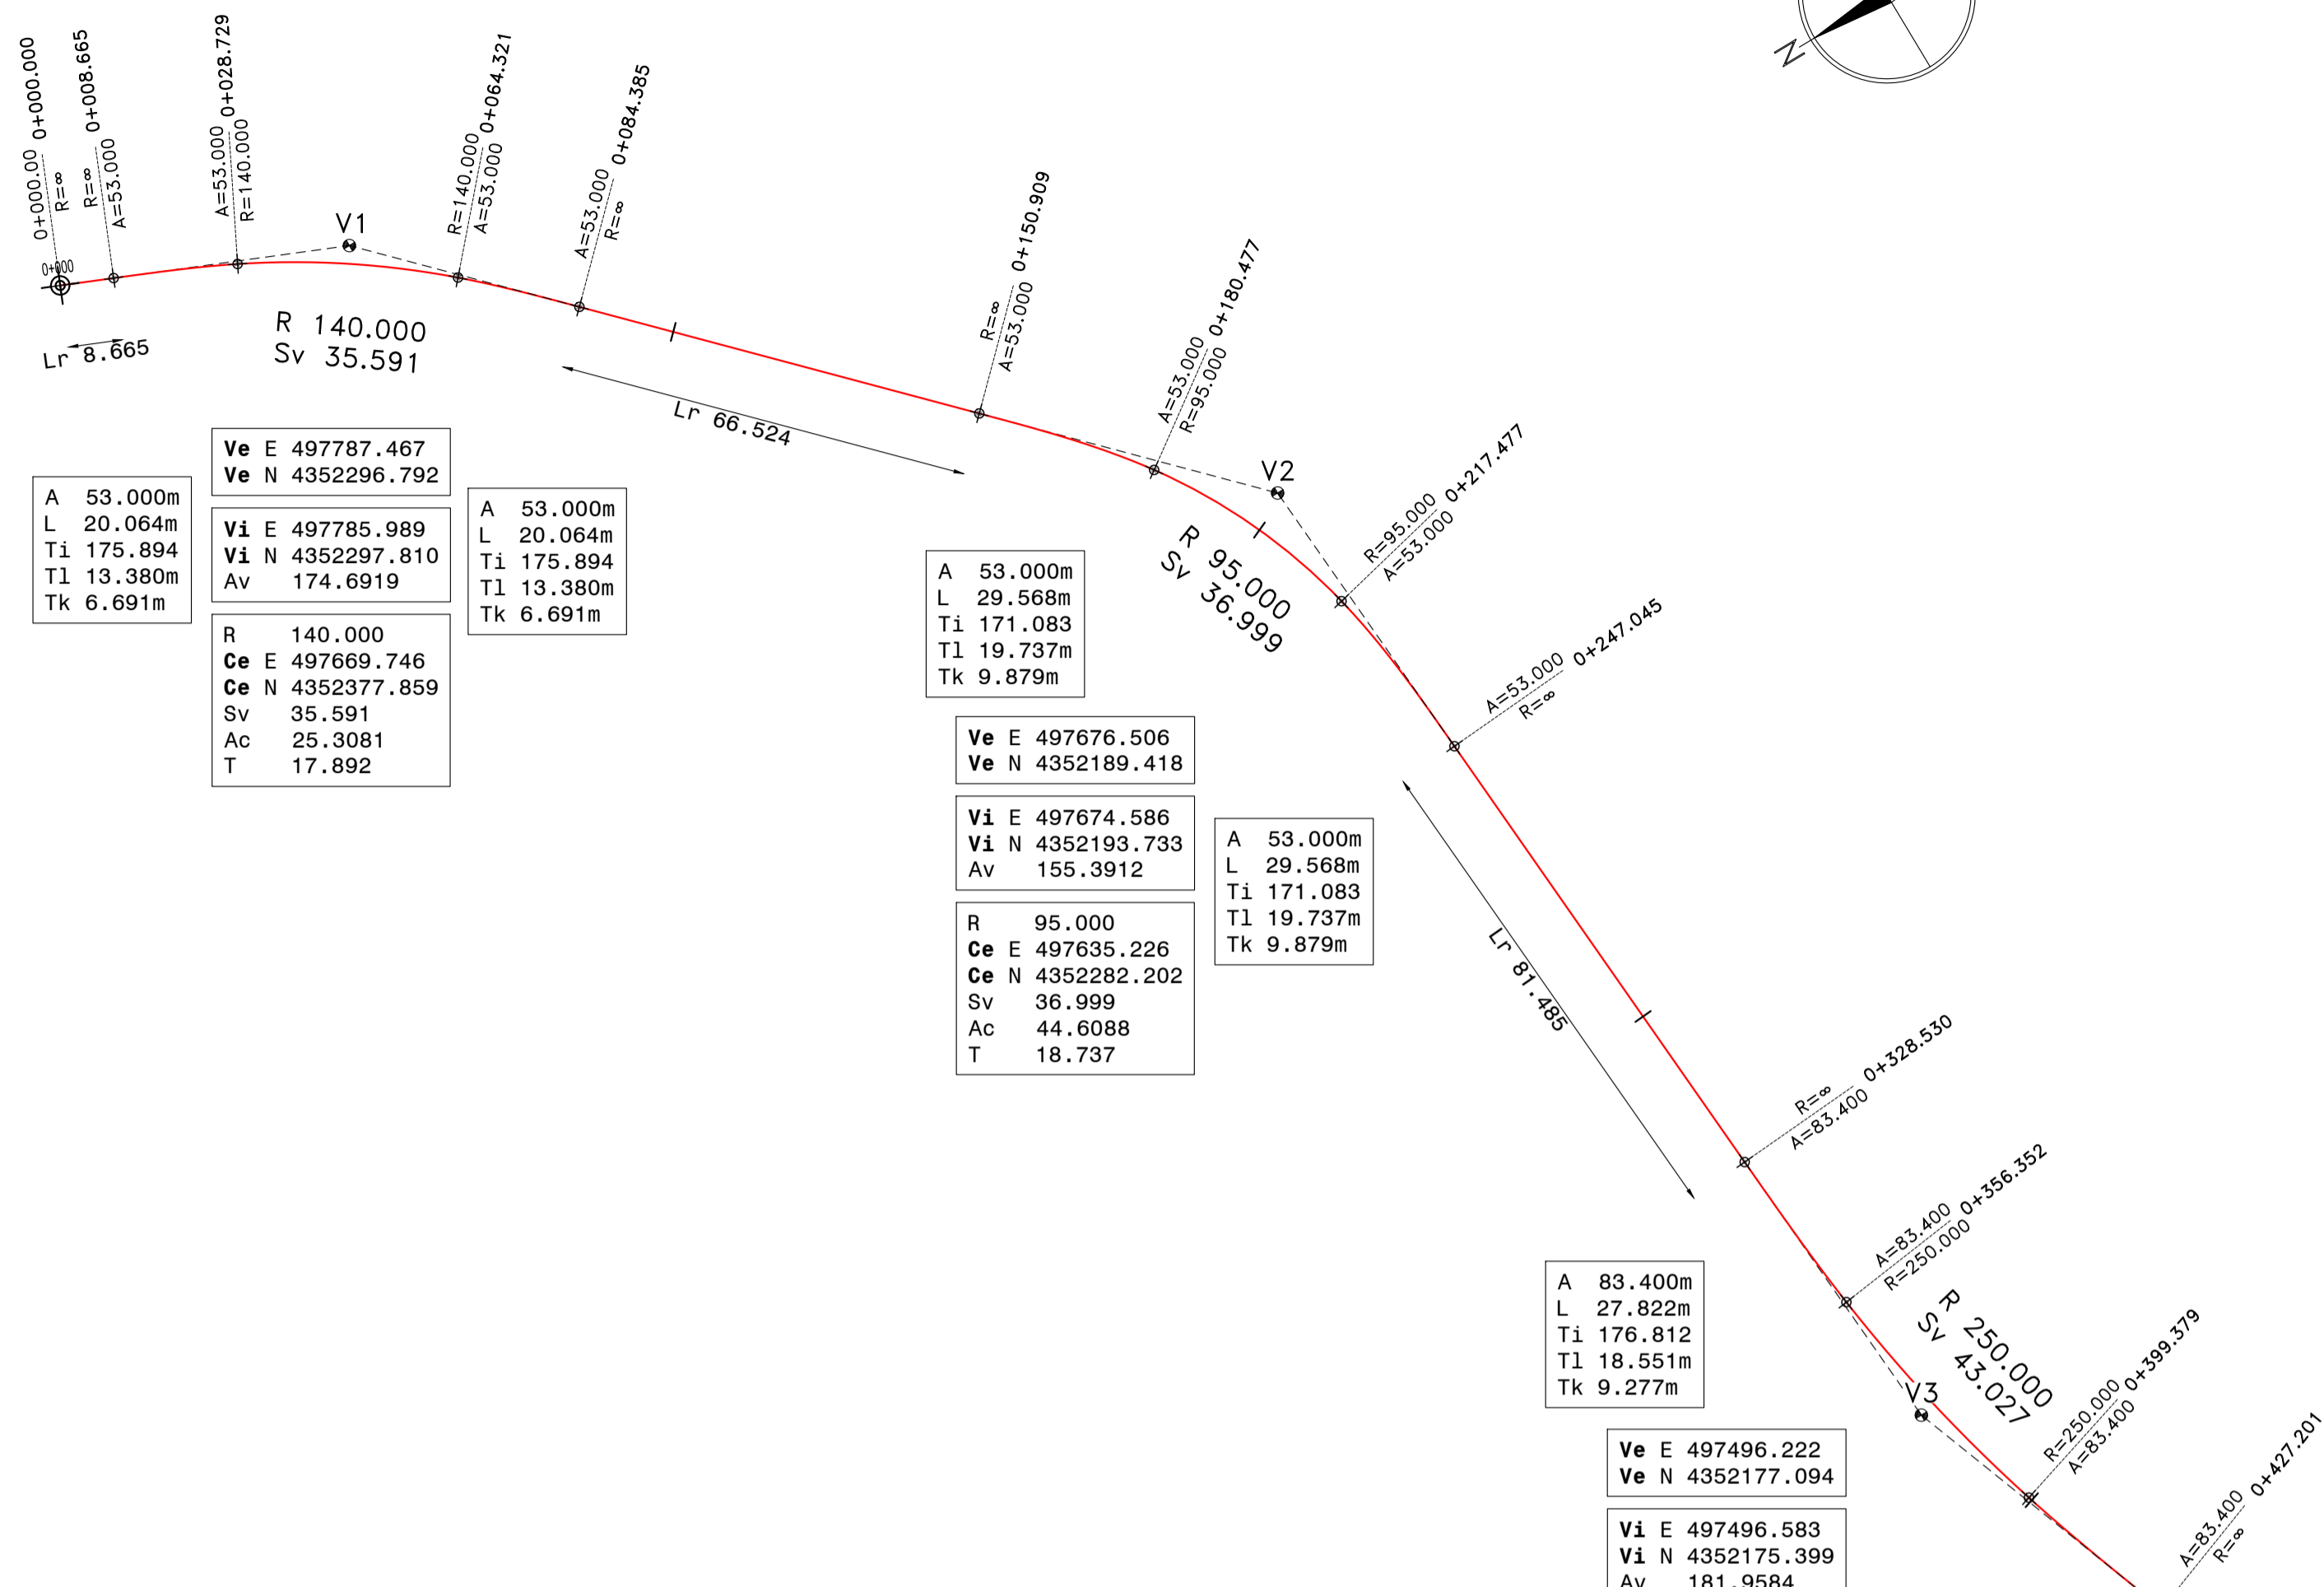 N
0+000.00 0+000.000
R=∞
0+000
R=∞ 0+008.665
A=53.000
A=53.000 0+028.729
R=140.000
V1
R=140.000 0+064.321
A=53.000
A=53.000 0+084.385
R=∞
R=∞ 0+150.909
A=53.000
A=53.000 0+180.477
R=95.000
V2
R=95.000 0+217.477
A=53.000
A=53.000 0+247.045
R=∞
R=∞ 0+328.530
A=83.400
A=83.400 0+356.352
R=250.000
V3
R=250.000 0+399.379
A=83.400
A=83.400 0+427.201
R=∞
Lr 8.665
R 140.000
Sv 35.591
Lr 66.524
R 95.000
Sv 36.999
Lr 81.485
R 250.000
Sv 43.027
A 53.000m
L 20.064m
Ti 175.894
Tl 13.380m
Tk 6.691m
Ve E 497787.467
Ve N 4352296.792
Vi E 497785.989
Vi N 4352297.810
Av 174.6919
R 140.000
Ce E 497669.746
Ce N 4352377.859
Sv 35.591
Ac 25.3081
T 17.892
A 53.000m
L 20.064m
Ti 175.894
Tl 13.380m
Tk 6.691m
A 53.000m
L 29.568m
Ti 171.083
Tl 19.737m
Tk 9.879m
Ve E 497676.506
Ve N 4352189.418
Vi E 497674.586
Vi N 4352193.733
Av 155.3912
R 95.000
Ce E 497635.226
Ce N 4352282.202
Sv 36.999
Ac 44.6088
T 18.737
A 53.000m
L 29.568m
Ti 171.083
Tl 19.737m
Tk 9.879m
A 83.400m
L 27.822m
Ti 176.812
Tl 18.551m
Tk 9.277m
Ve E 497496.222
Ve N 4352177.094
Vi E 497496.583
Vi N 4352175.399
Av 181.9584